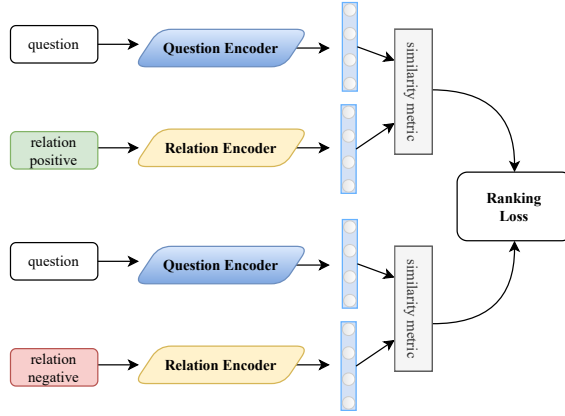 question
Question Encoder
similarity metric
relation
positive
Relation Encoder
Ranking
Loss
question
Question Encoder
similarity metric
relation
negative
Relation Encoder